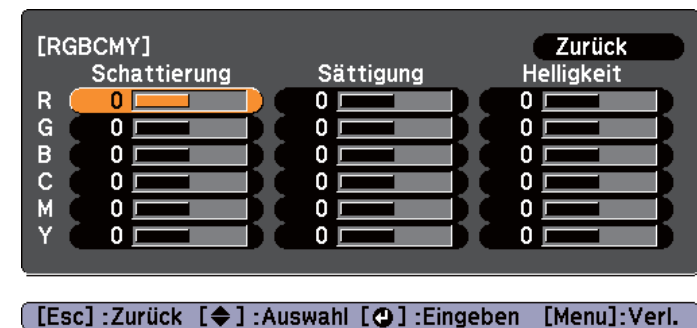 [RGBCMY] Zurück
Schattierung Sättigung Helligkeit
R 0 0 0
G 0 0 0
B 0 0 0
C 0 0 0
M 0 0 0
Y 0 0 0
[Esc] :Zurück [◆] :Auswahl [↵] :Eingeben [Menu]:Verl.